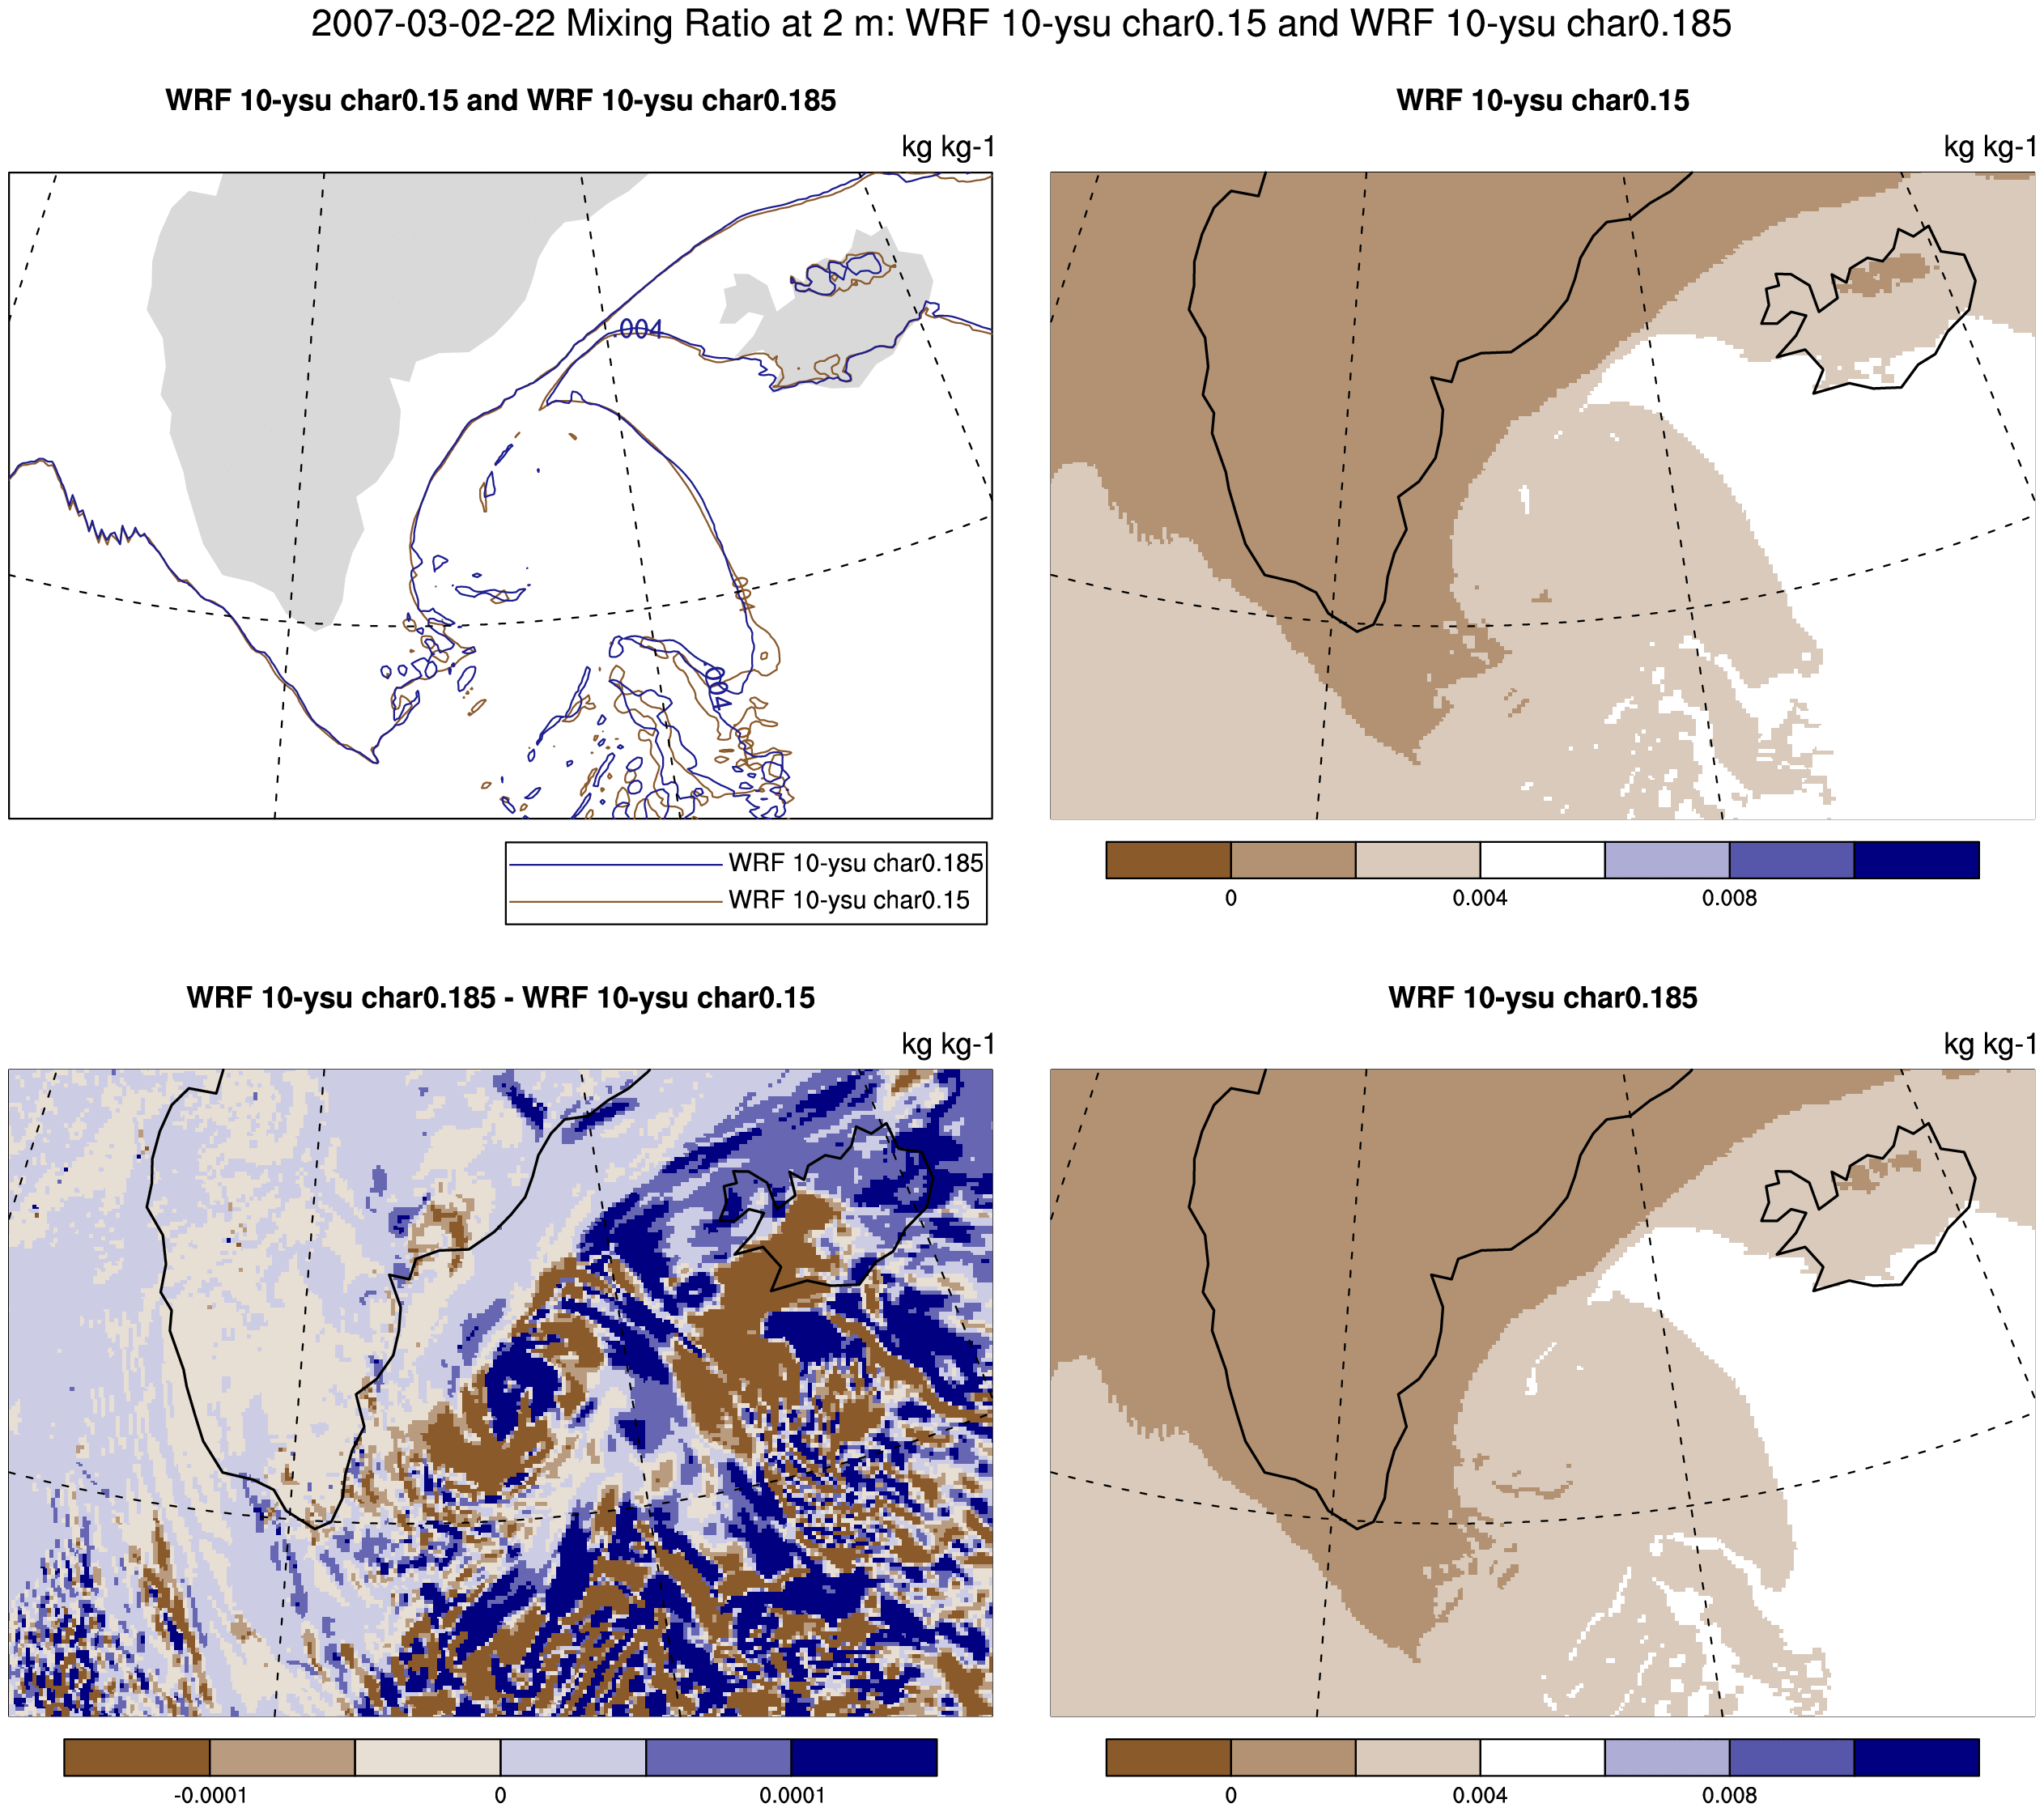 2007-03-02-22 Mixing Ratio at 2 m: WRF 10-ysu char0.15 and WRF 10-ysu char0.185
WRF 10-ysu char0.15 and WRF 10-ysu char0.185
kg kg-1
.004
.004
WRF 10-ysu char0.185
WRF 10-ysu char0.15
WRF 10-ysu char0.15
kg kg-1
0 0.004 0.008
WRF 10-ysu char0.185 - WRF 10-ysu char0.15
kg kg-1
-0.0001 0 0.0001
WRF 10-ysu char0.185
kg kg-1
0 0.004 0.008